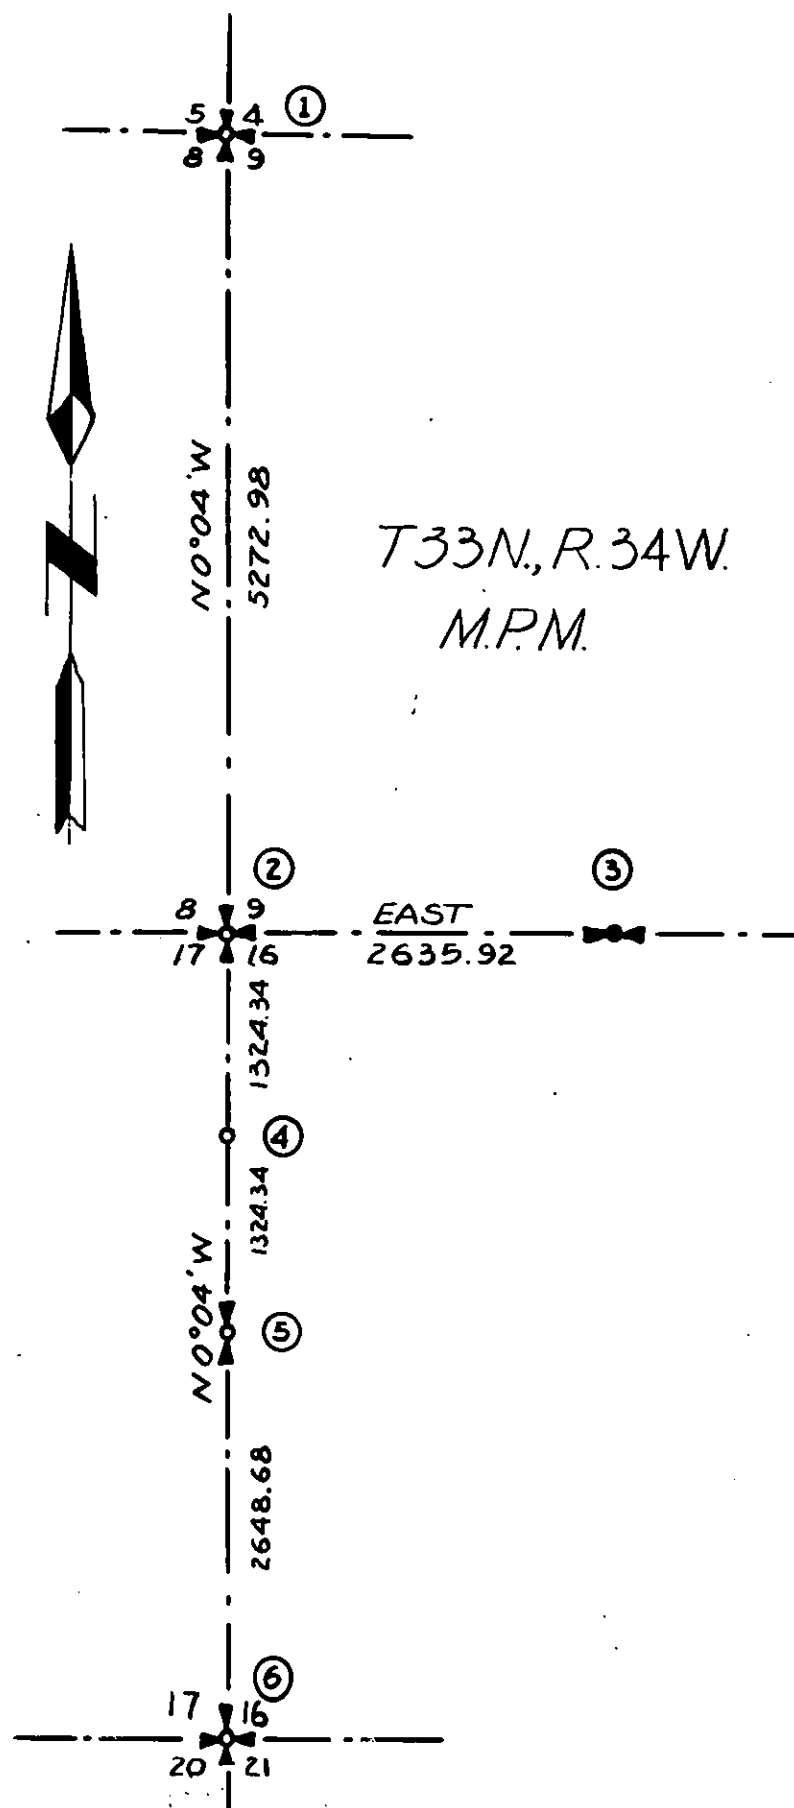 5 4 ①
8 9
N 0°04' W
5272.98
T33N., R.34W.
M.P.M.
② ③
8 9 EAST
17 16 2635.92
1324.34
④
1324.34
N 0°04' W
⑤
2648.68
⑥
17 16
20 21
N